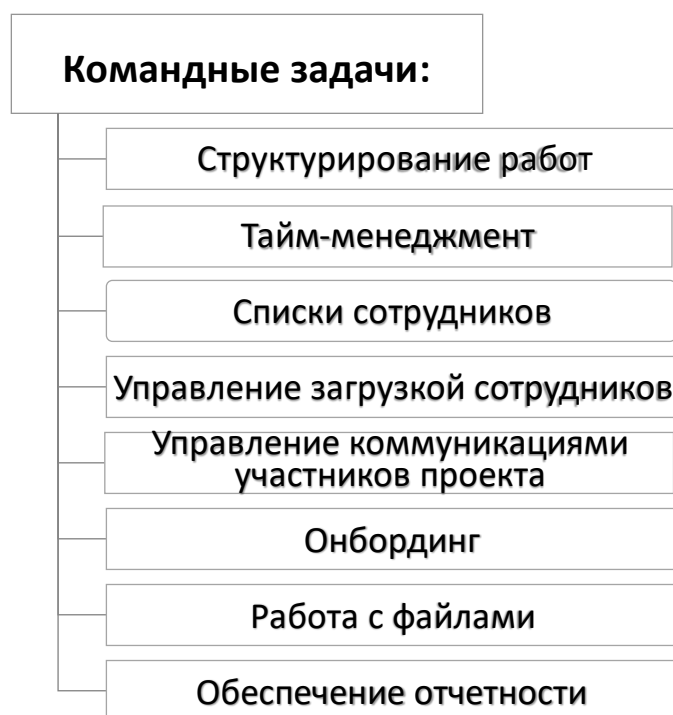 Командные задачи:
Структурирование работ
Тайм-менеджмент
Списки сотрудников
Управление загрузкой сотрудников
Управление коммуникациями
участников проекта
Онбординг
Работа с файлами
Обеспечение отчетности